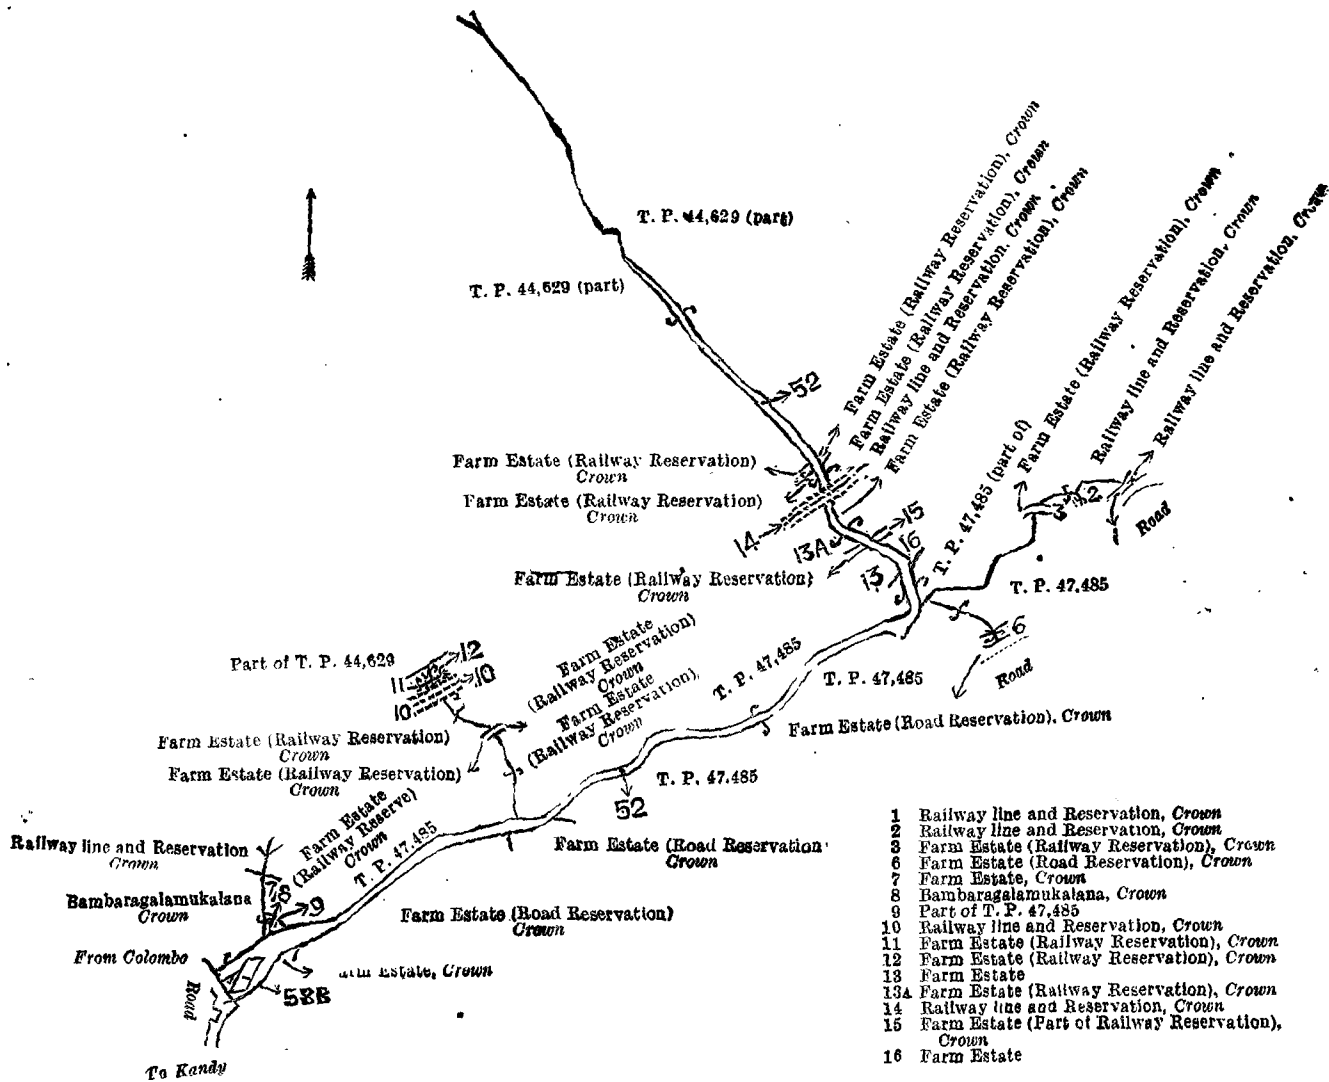 T. P. 44,629 (part)
T. P. 44,629 (part)
52
Farm Estate (Railway Reservation), Crown
Farm Estate (Railway Reservation), Crown
Railway line and Reservation, Crown
Farm Estate (Railway Reservation), Crown
T. P. 47,485 (part of)
Farm Estate (Railway Reservation), Crown
Railway line and Reservation, Crown
Railway line and Reservation, Crown
Farm Estate (Railway Reservation)
Crown
Farm Estate (Railway Reservation)
Crown
14
13A
15
16
13
2
Road
Farm Estate (Railway Reservation)
Crown
T. P. 47,485
6
Road
Part of T. P. 44,629
12
11
10
10
Farm Estate
(Railway Reservation)
Crown
Farm Estate
(Railway Reservation),
Crown
T. P. 47,485
T. P. 47,485
Farm Estate (Road Reservation), Crown
Farm Estate (Railway Reservation)
Crown
Farm Estate (Railway Reservation)
Crown
T. P. 47,485
52
Farm Estate
(Railway Reserve)
Crown
T. P. 47,485
Railway line and Reservation
Crown
Farm Estate (Road Reservation)
Crown
Bambaragalamukalana
Crown
8
9
Farm Estate (Road Reservation)
Crown
From Colombo
Estate, Crown
58B
Road
To Kandy
1 Railway line and Reservation, Crown
2 Railway line and Reservation, Crown
3 Farm Estate (Railway Reservation), Crown
6 Farm Estate (Road Reservation), Crown
7 Farm Estate, Crown
8 Bambaragalamukalana, Crown
9 Part of T. P. 47,485
10 Railway line and Reservation, Crown
11 Farm Estate (Railway Reservation), Crown
12 Farm Estate (Railway Reservation), Crown
13 Farm Estate
13A Farm Estate (Railway Reservation), Crown
14 Railway line and Reservation, Crown
15 Farm Estate (Part of Railway Reservation),
Crown
16 Farm Estate